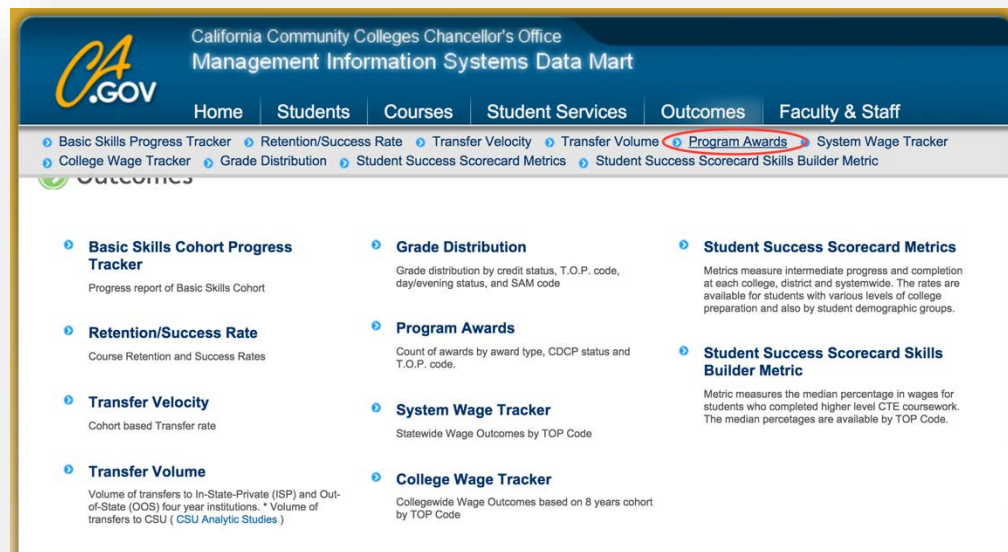 CA
.GOV
California Community Colleges Chancellor's Office
Management Information Systems Data Mart
Home Students Courses Student Services Outcomes Faculty & Staff
Basic Skills Progress Tracker Retention/Success Rate Transfer Velocity Transfer Volume Program Awards System Wage Tracker
College Wage Tracker Grade Distribution Student Success Scorecard Metrics Student Success Scorecard Skills Builder Metric
Outcomes
Basic Skills Cohort Progress
Tracker
Progress report of Basic Skills Cohort
Retention/Success Rate
Course Retention and Success Rates
Transfer Velocity
Cohort based Transfer rate
Transfer Volume
Volume of transfers to In-State-Private (ISP) and Out-
of-State (OOS) four year institutions. * Volume of
transfers to CSU ( CSU Analytic Studies )
Grade Distribution
Grade distribution by credit status, T.O.P. code,
day/evening status, and SAM code
Program Awards
Count of awards by award type, CDCP status and
T.O.P. code.
System Wage Tracker
Statewide Wage Outcomes by TOP Code
College Wage Tracker
Collegewide Wage Outcomes based on 8 years cohort
by TOP Code
Student Success Scorecard Metrics
Metrics measure intermediate progress and completion
at each college, district and systemwide. The rates are
available for students with various levels of college
preparation and also by student demographic groups.
Student Success Scorecard Skills
Builder Metric
Metric measures the median percentage in wages for
students who completed higher level CTE coursework.
The median percetages are available by TOP Code.